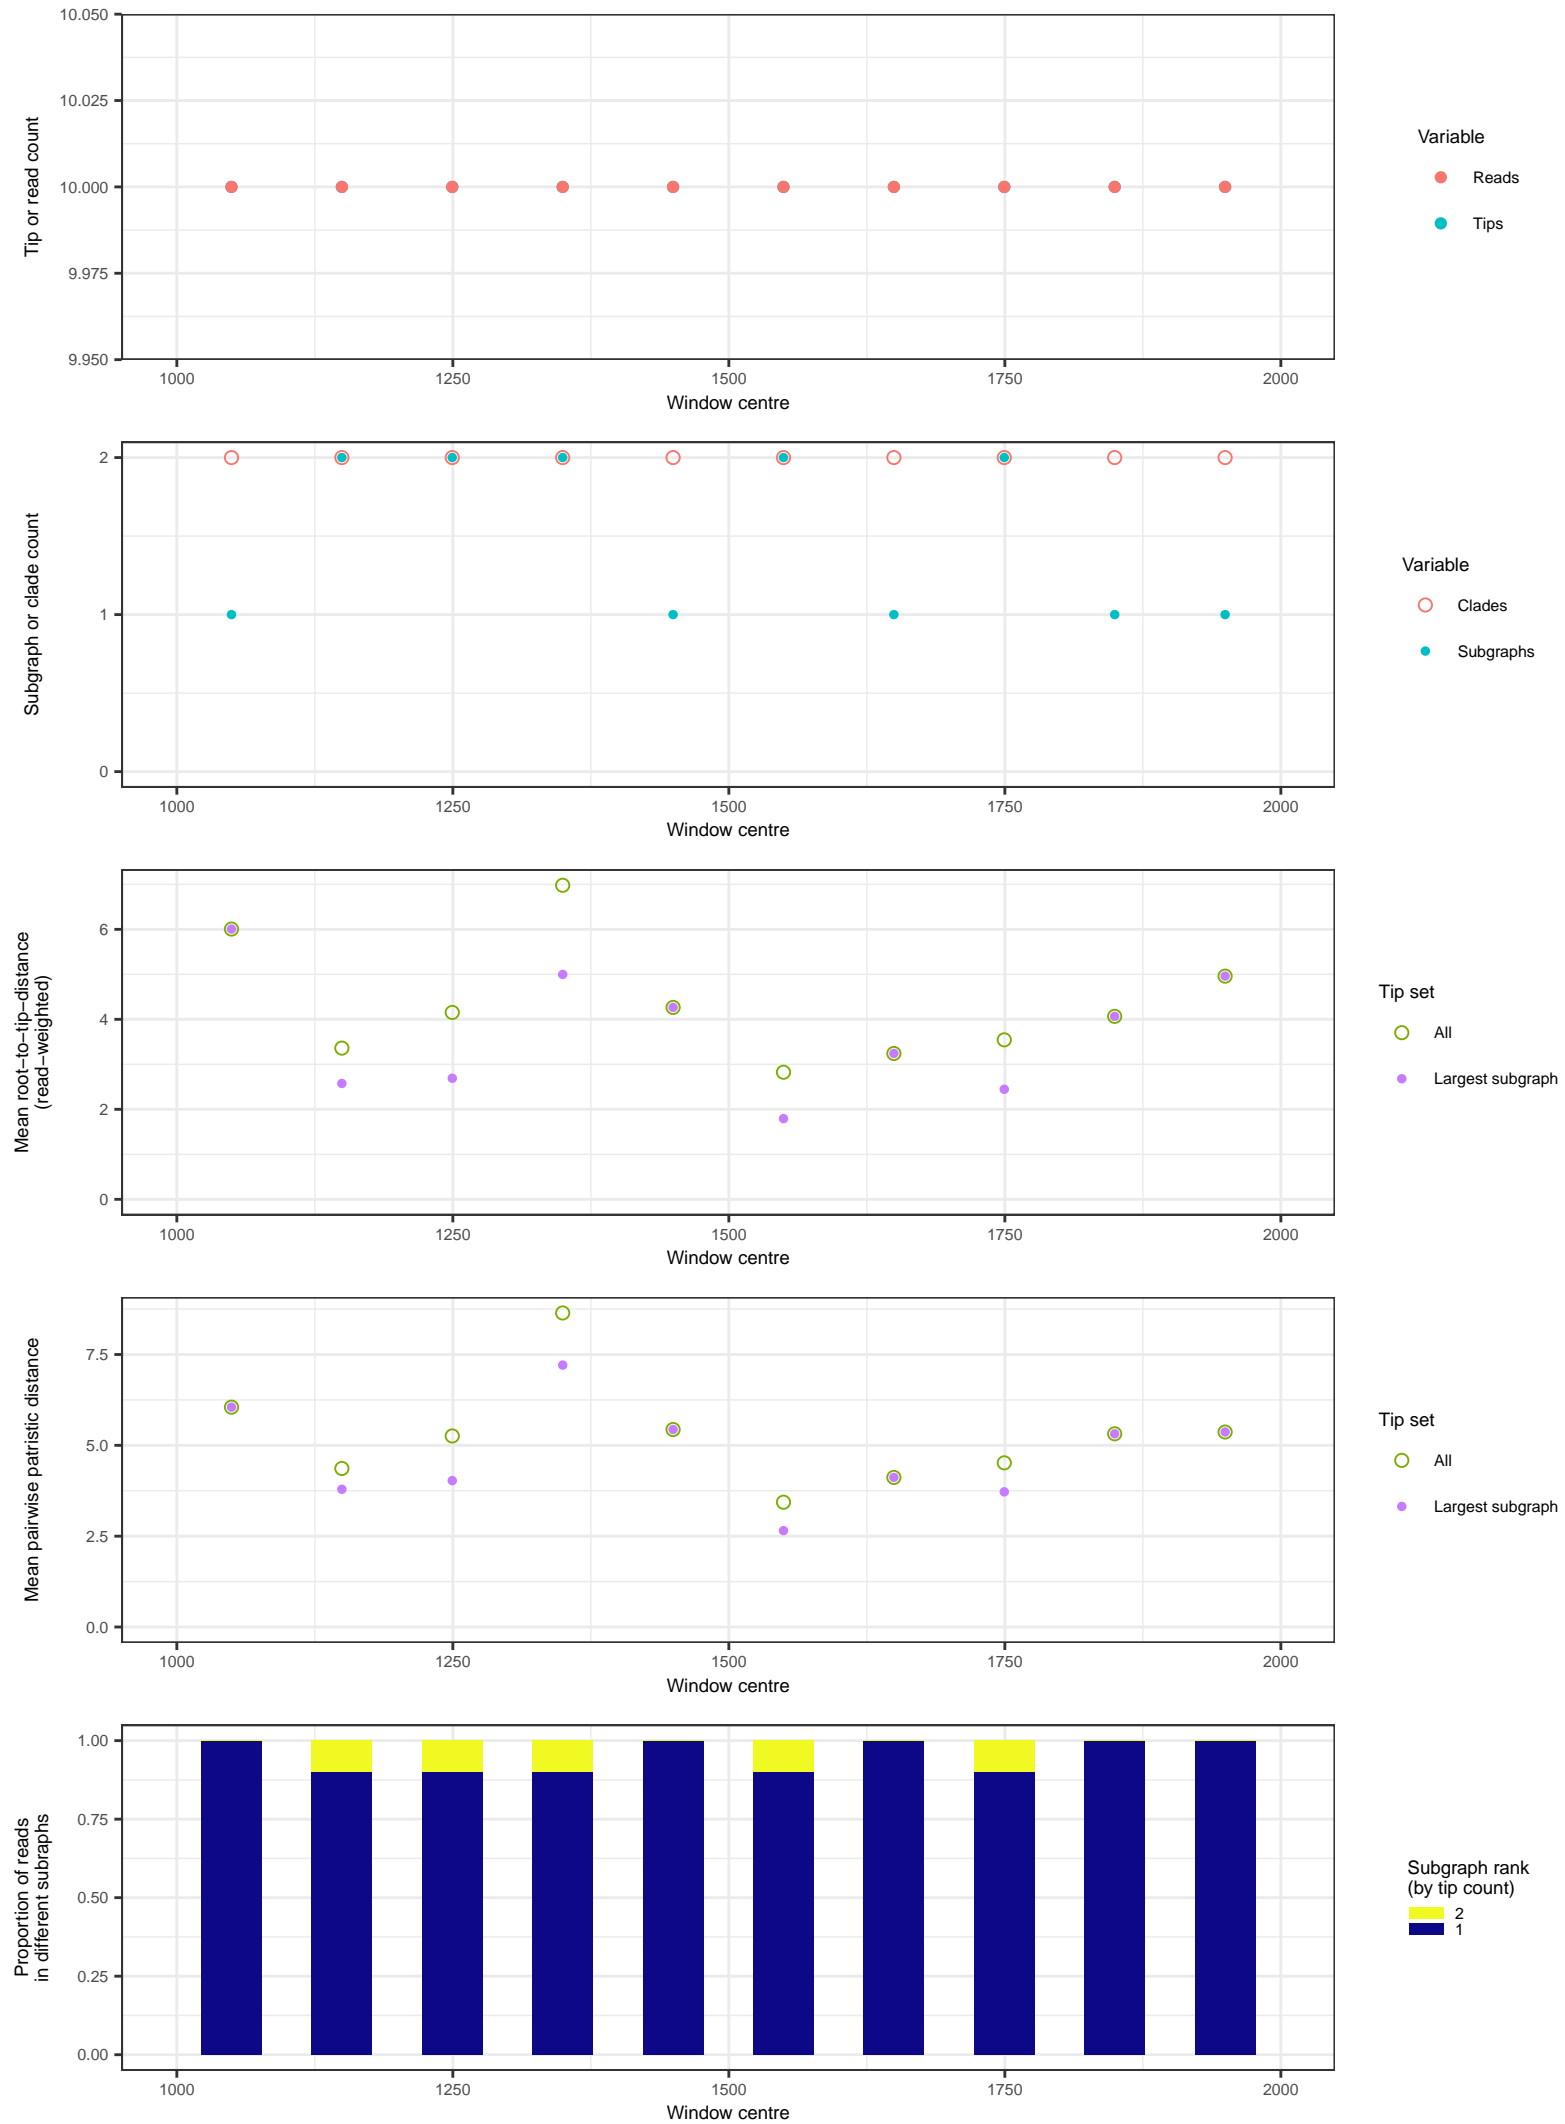 10.050
10.025
10.000
9.975
9.950
Tip or read count
1000 1250 1500 1750 2000
Window centre
Variable
Reads
Tips
2
1
0
Subgraph or clade count
1000 1250 1500 1750 2000
Window centre
Variable
Clades
Subgraphs
6
4
2
0
Mean root−to−tip−distance
(read−weighted)
1000 1250 1500 1750 2000
Window centre
Tip set
All
Largest subgraph
7.5
5.0
2.5
0.0
Mean pairwise patristic distance
1000 1250 1500 1750 2000
Window centre
Tip set
All
Largest subgraph
1.00
0.75
0.50
0.25
0.00
Proportion of reads
in different subraphs
1000 1250 1500 1750 2000
Window centre
Subgraph rank
(by tip count)
2
1